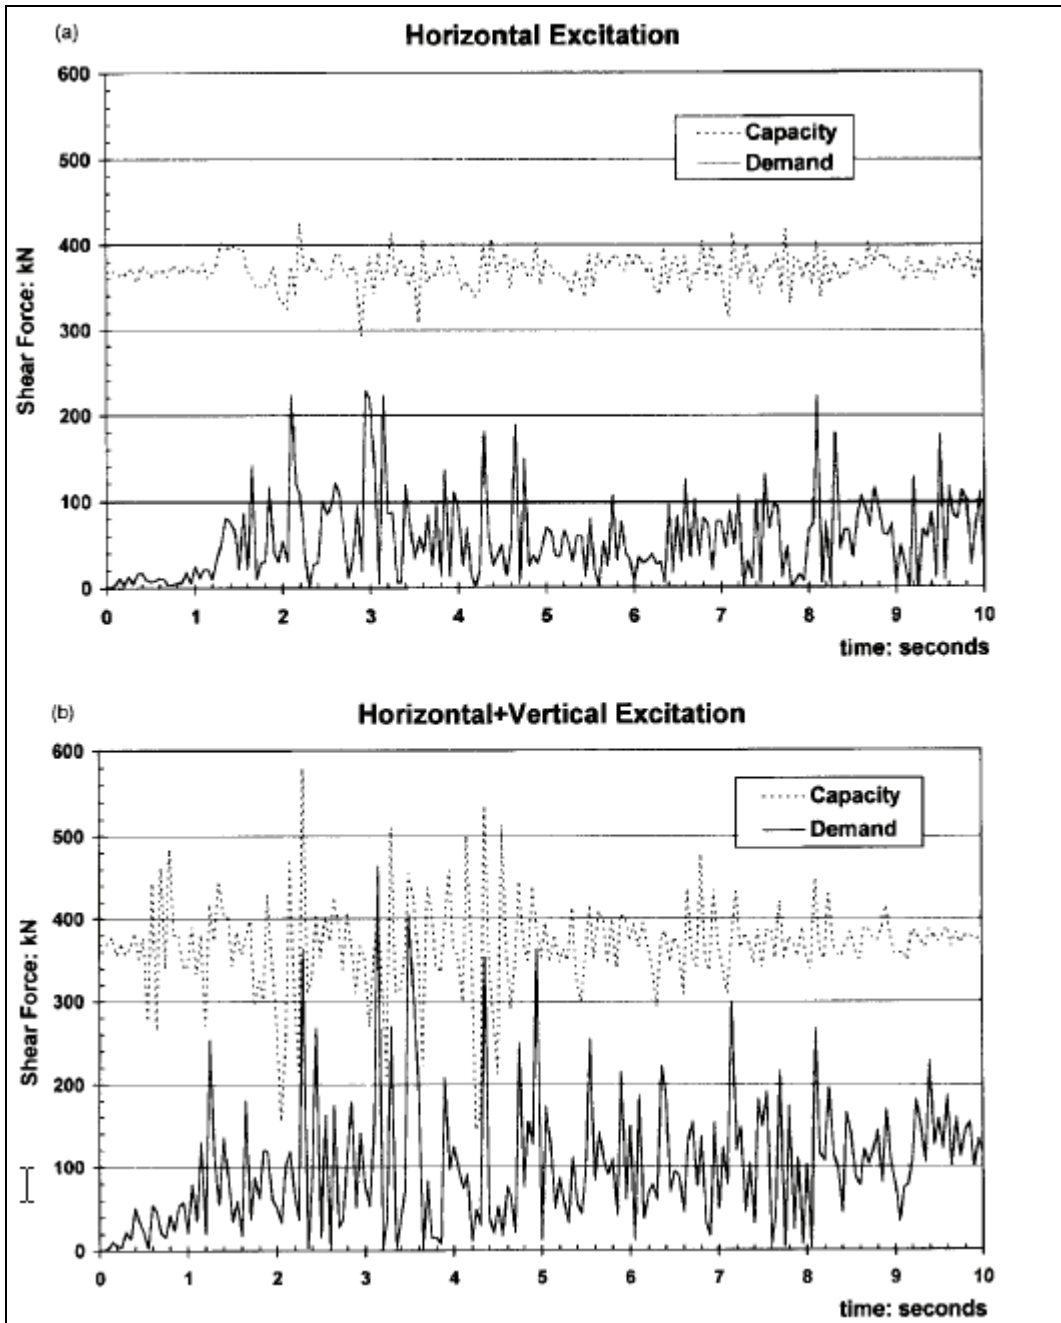 (a)
Horizontal Excitation
600
500
400
300
200
100
0
Shear Force: kN
Capacity
Demand
0 1 2 3 4 5 6 7 8 9 10
time: seconds
(b)
Horizontal+Vertical Excitation
600
500
400
300
200
100
0
Shear Force: kN
Capacity
Demand
0 1 2 3 4 5 6 7 8 9 10
time: seconds